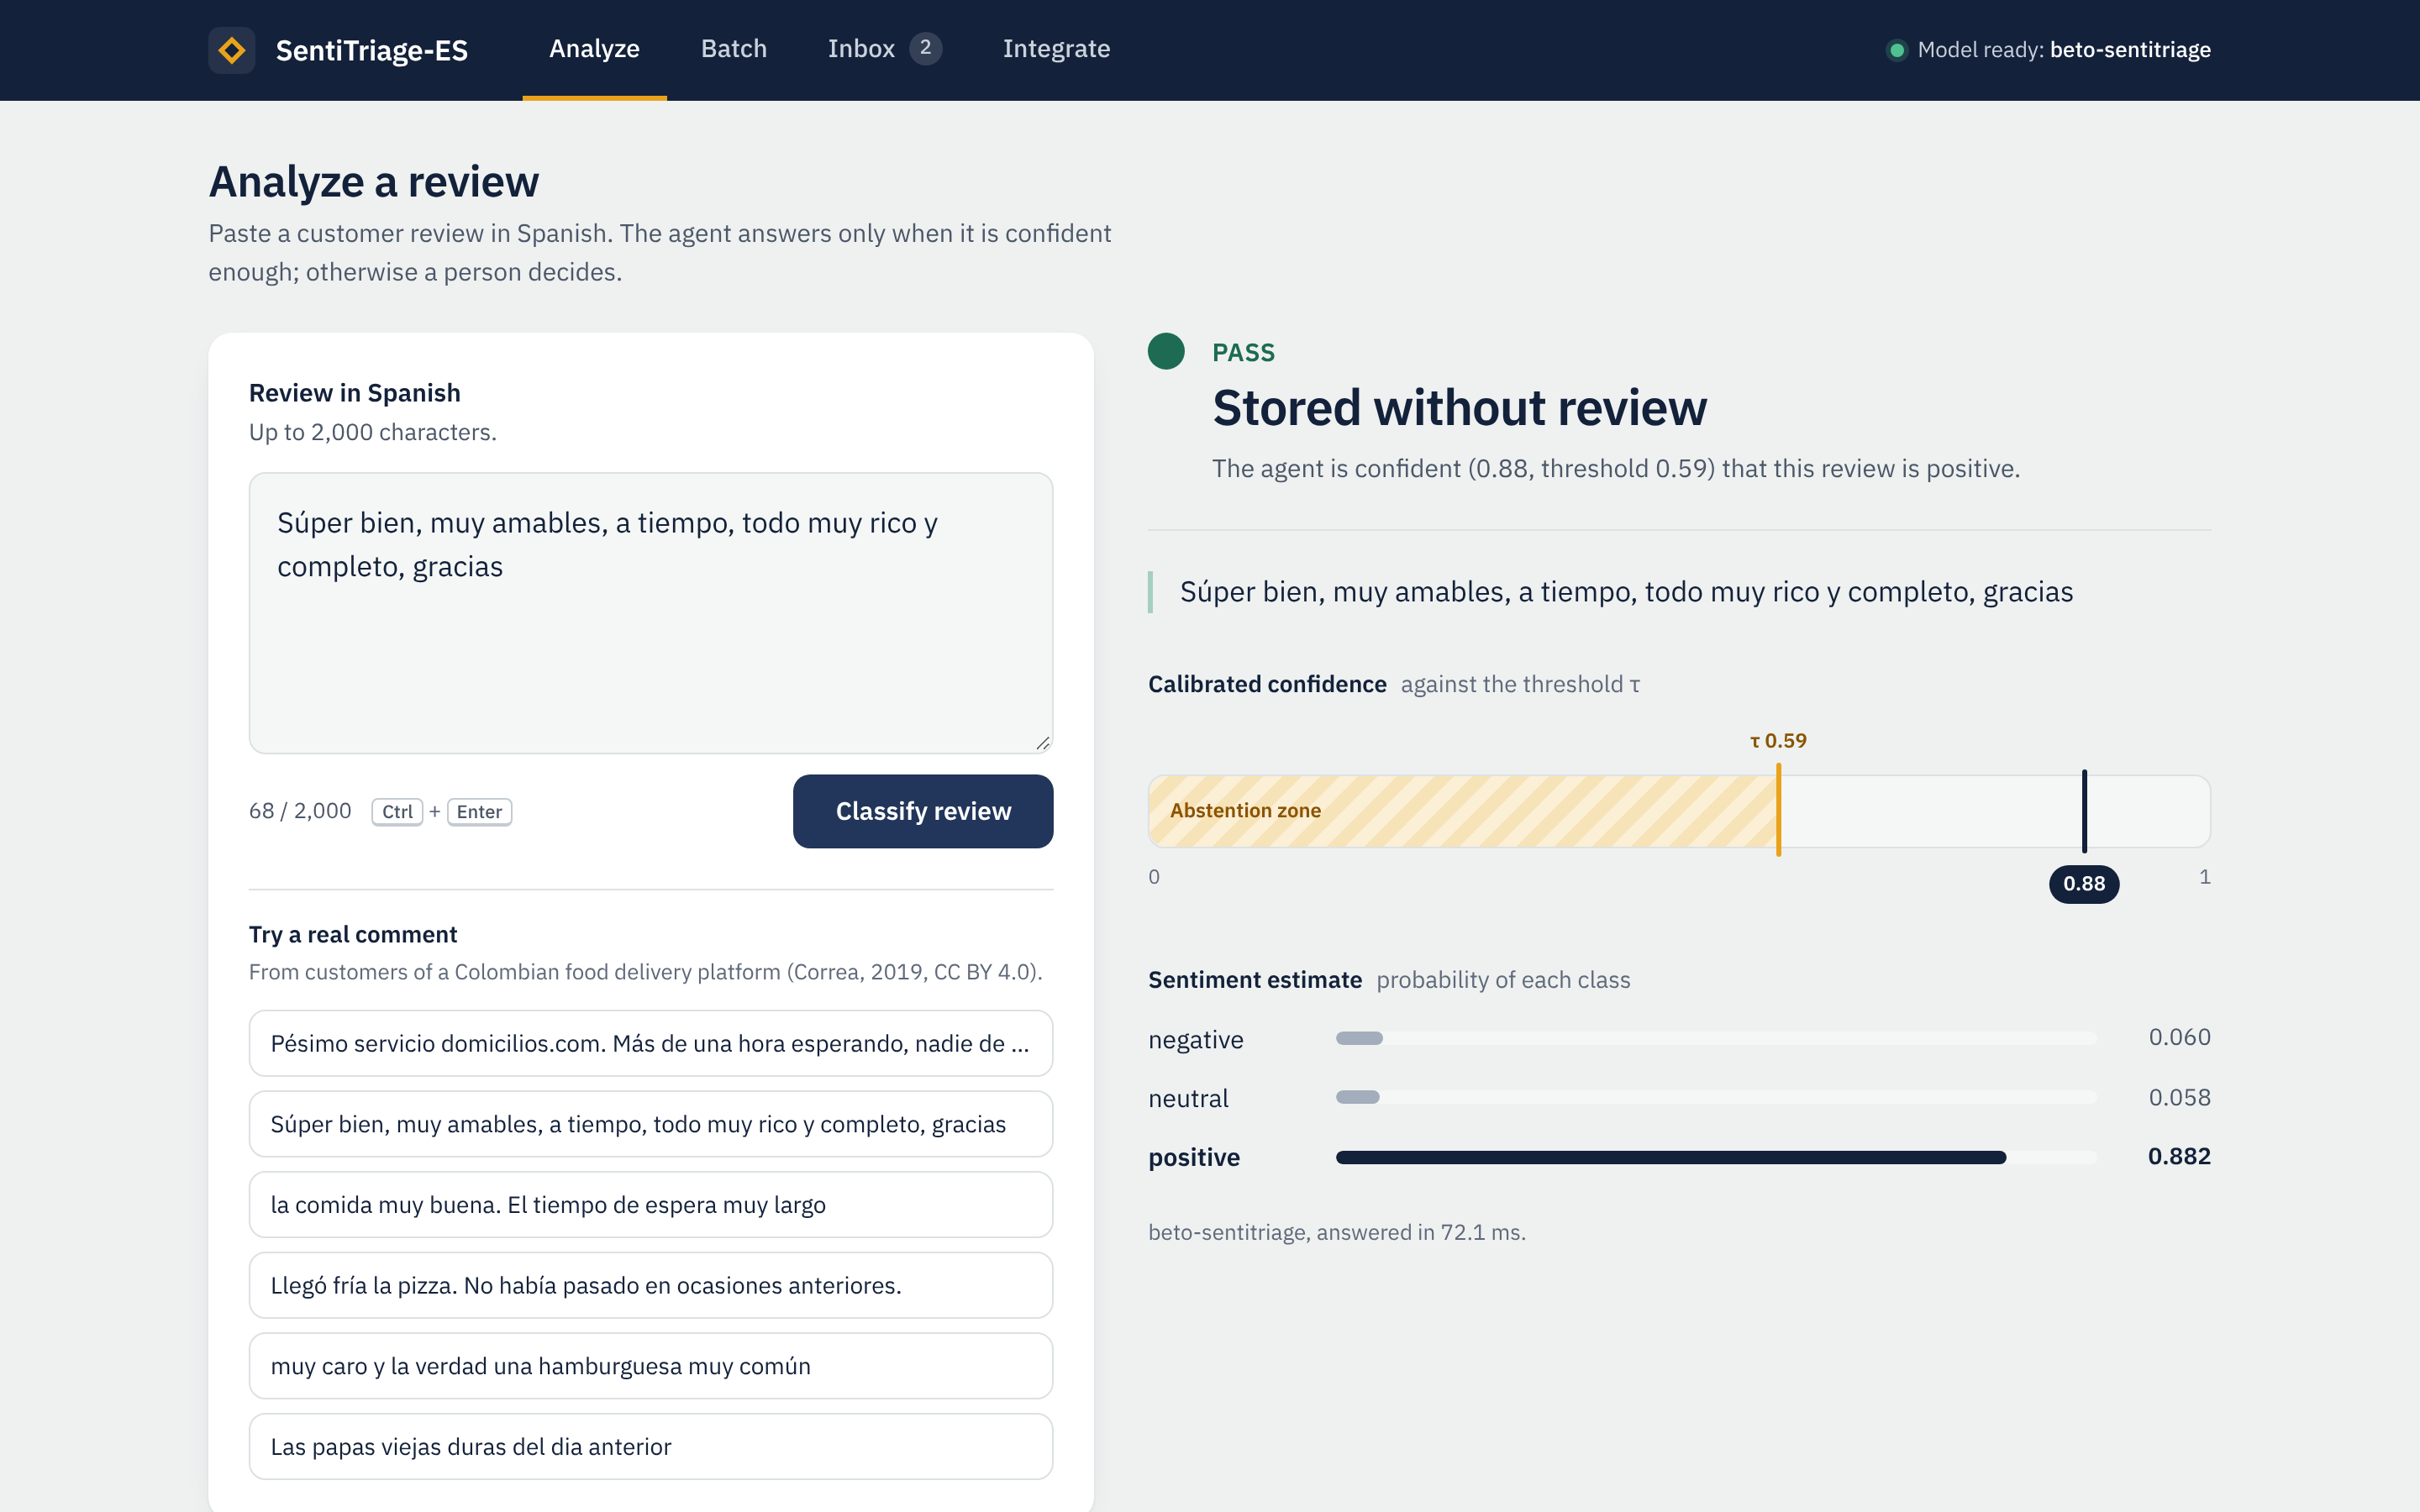 SentiTriage-ES
Analyze
Batch
Inbox 2
Integrate
Model ready: beto-sentitriage
Analyze a review
Paste a customer review in Spanish. The agent answers only when it is confident
enough; otherwise a person decides.
Review in Spanish
Up to 2,000 characters.
Súper bien, muy amables, a tiempo, todo muy rico y
completo, gracias
68 / 2,000 Ctrl + Enter
Classify review
Try a real comment
From customers of a Colombian food delivery platform (Correa, 2019, CC BY 4.0).
Pésimo servicio domicilios.com. Más de una hora esperando, nadie de ...
Súper bien, muy amables, a tiempo, todo muy rico y completo, gracias
la comida muy buena. El tiempo de espera muy largo
Llegó fría la pizza. No había pasado en ocasiones anteriores.
muy caro y la verdad una hamburguesa muy común
Las papas viejas duras del dia anterior
PASS
Stored without review
The agent is confident (0.88, threshold 0.59) that this review is positive.
Súper bien, muy amables, a tiempo, todo muy rico y completo, gracias
Calibrated confidence against the threshold τ
τ 0.59
Abstention zone
0 0.88 1
Sentiment estimate probability of each class
negative 0.060
neutral 0.058
positive 0.882
beto-sentitriage, answered in 72.1 ms.